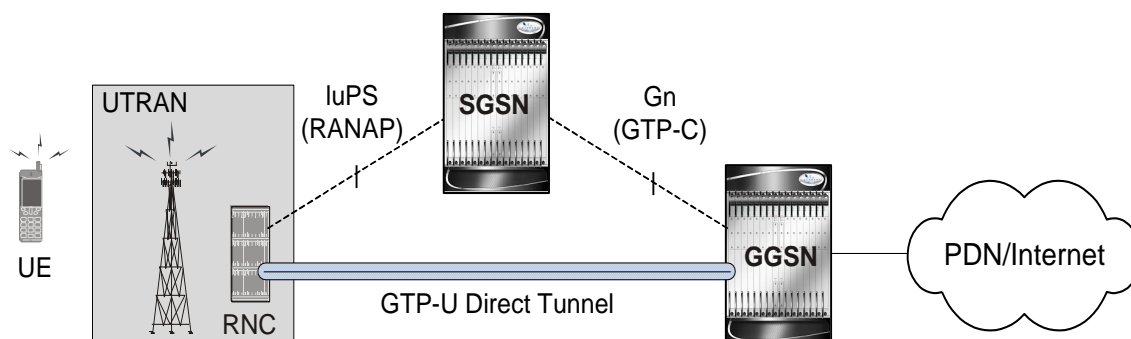 UTRAN
IuPS
(RANAP)
SGSN
Gn
(GTP-C)
UE
RNC
GTP-U Direct Tunnel
GGSN
PDN/Internet